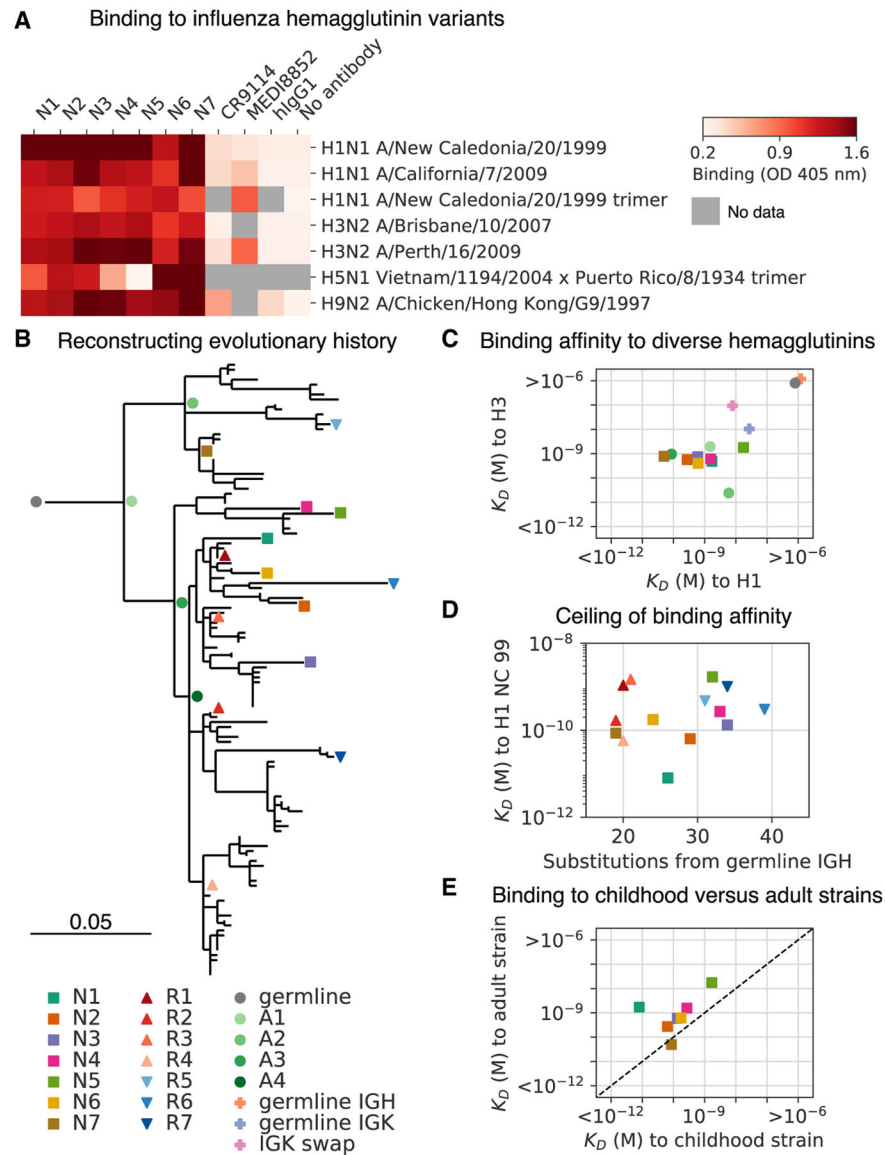 A Binding to influenza hemagglutinin variants
N1 N2 N3 N4 N5 N6 N7 CR9114 MEDI8852 hIgG1 No antibody
H1N1 A/New Caledonia/20/1999
H1N1 A/California/7/2009
H1N1 A/New Caledonia/20/1999 trimer
H3N2 A/Brisbane/10/2007
H3N2 A/Perth/16/2009
H5N1 Vietnam/1194/2004 x Puerto Rico/8/1934 trimer
H9N2 A/Chicken/Hong Kong/G9/1997
0.2 0.9 1.6
Binding (OD 405 nm)
No data
B Reconstructing evolutionary history
0.05
N1 R1 germline
N2 R2 A1
N3 R3 A2
N4 R4 A3
N5 R5 A4
N6 R6 germline IGH
N7 R7 germline IGK
IGK swap
C Binding affinity to diverse hemagglutinins
>10⁻⁶
10⁻⁹
<10⁻¹²
K_D (M) to H3
<10⁻¹² 10⁻⁹ >10⁻⁶
K_D (M) to H1
D Ceiling of binding affinity
10⁻⁸
10⁻¹⁰
10⁻¹²
K_D (M) to H1 NC 99
20 30 40
Substitutions from germline IGH
E Binding to childhood versus adult strains
>10⁻⁶
10⁻⁹
<10⁻¹²
K_D (M) to adult strain
<10⁻¹² 10⁻⁹ >10⁻⁶
K_D (M) to childhood strain